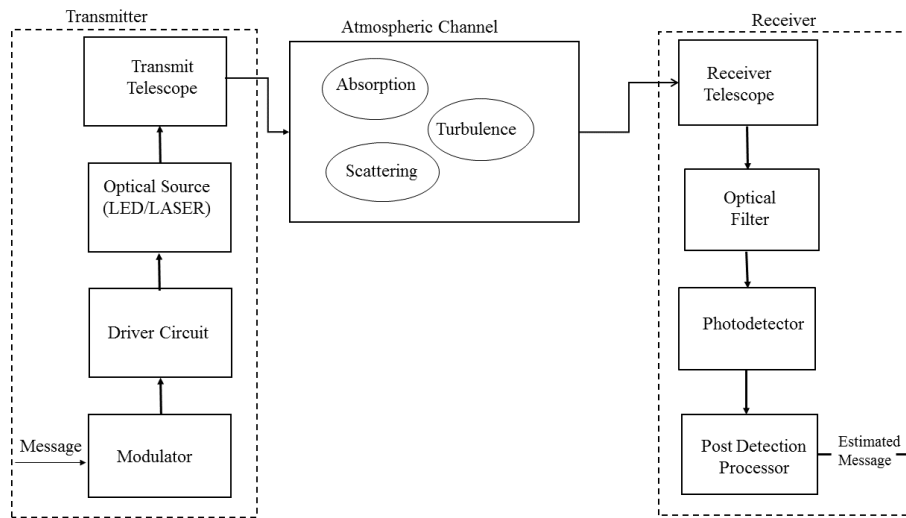 Transmitter
Transmit
Telescope
Optical Source
(LED/LASER)
Driver Circuit
Message
Modulator
Atmospheric Channel
Absorption
Turbulence
Scattering
Receiver
Receiver
Telescope
Optical
Filter
Photodetector
Post Detection
Processor
Estimated
Message